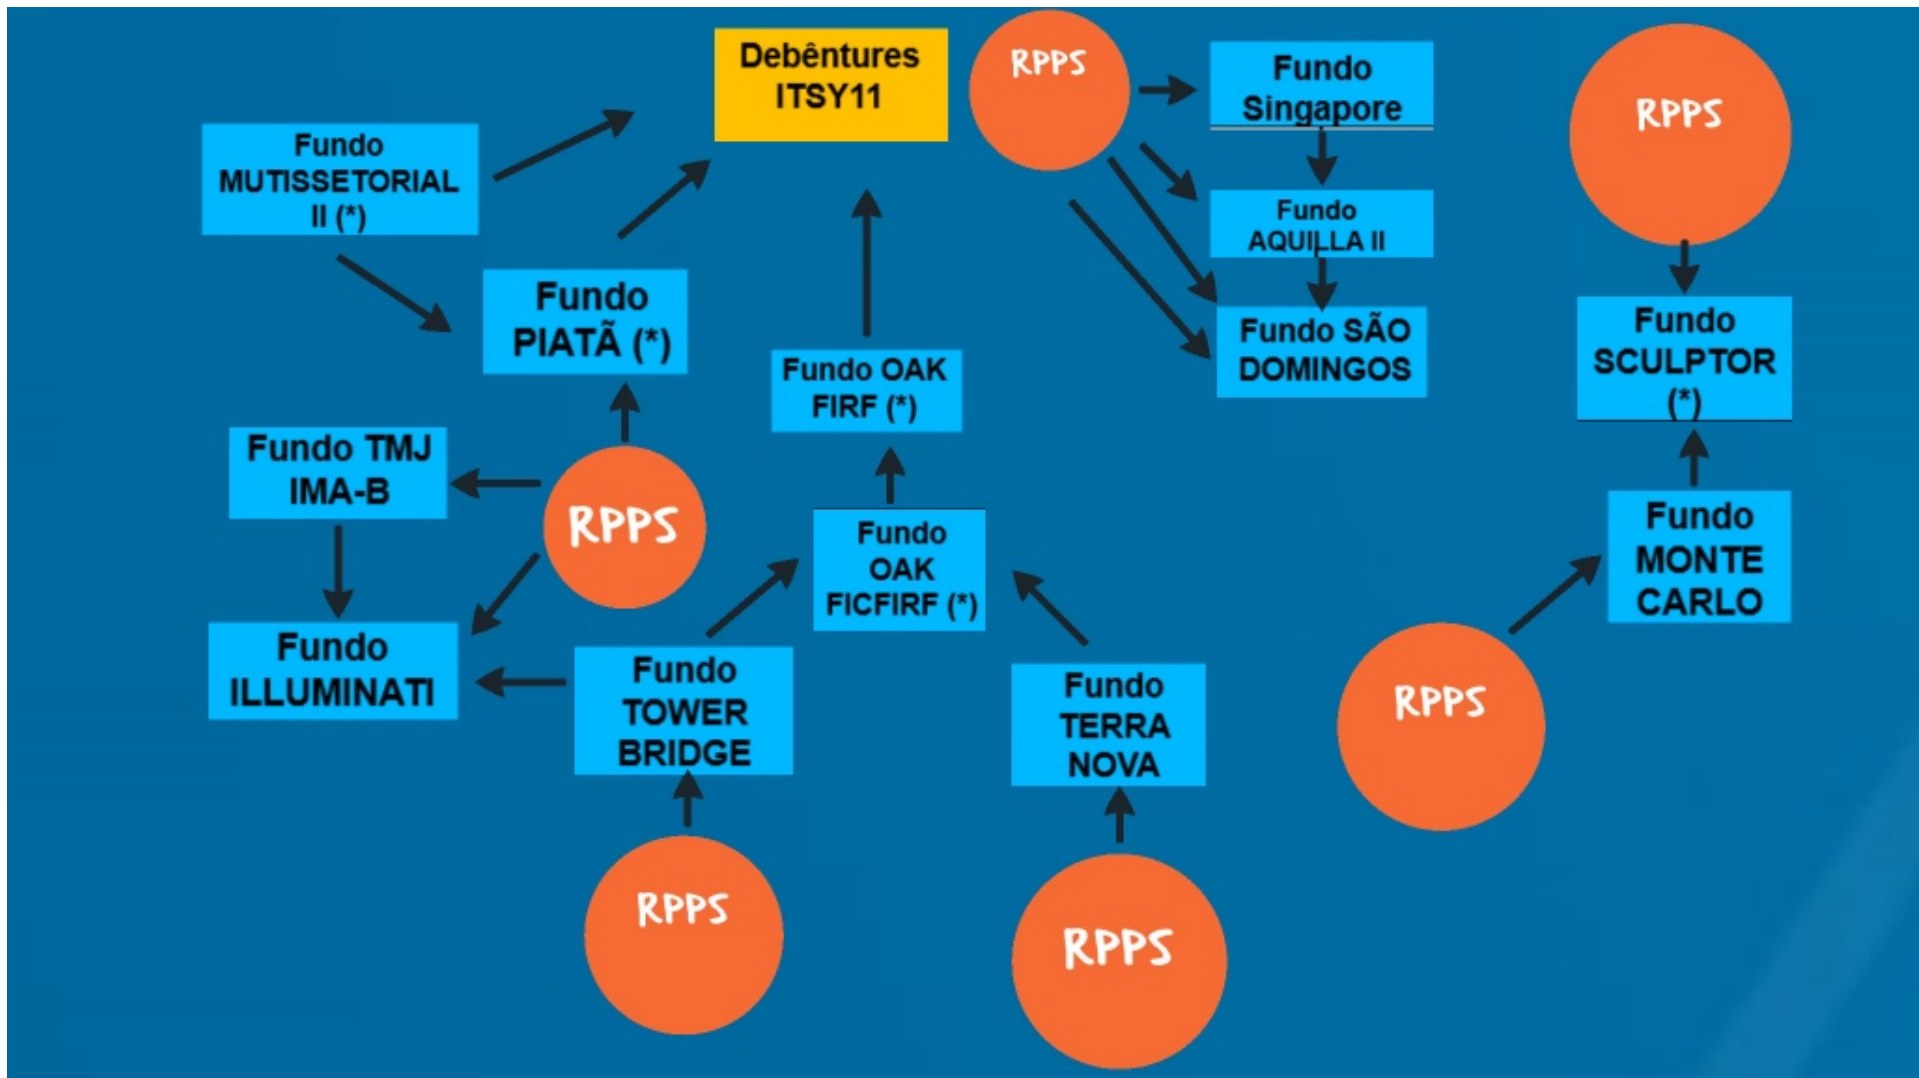 Debêntures
ITSY11
RPPS
Fundo
Singapore
RPPS
Fundo
MUTISSETORIAL
II (*)
Fundo
AQUILLA II
Fundo
PIATÃ (*)
Fundo SÃO
DOMINGOS
Fundo
SCULPTOR
(*)
Fundo OAK
FIRF (*)
Fundo TMJ
IMA-B
RPPS
Fundo
OAK
FICFIRF (*)
Fundo
MONTE
CARLO
Fundo
ILLUMINATI
Fundo
TOWER
BRIDGE
Fundo
TERRA
NOVA
RPPS
RPPS
RPPS